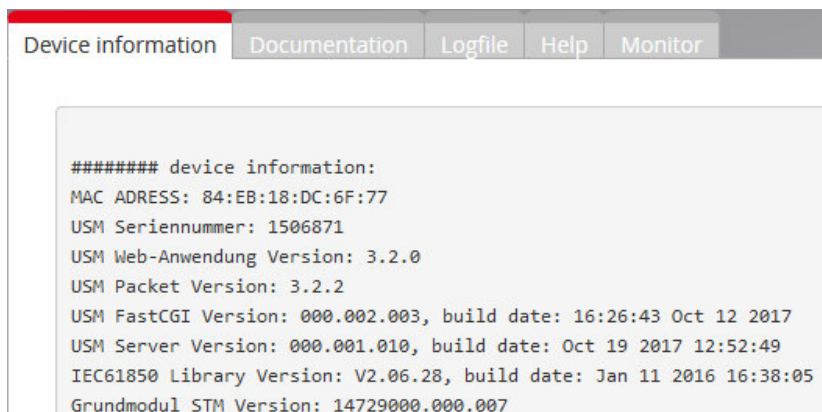 Device information Documentation Logfile Help Monitor
######## device information:
MAC ADRESS: 84:EB:18:DC:6F:77
USM Seriennummer: 1506871
USM Web-Anwendung Version: 3.2.0
USM Packet Version: 3.2.2
USM FastCGI Version: 000.002.003, build date: 16:26:43 Oct 12 2017
USM Server Version: 000.001.010, build date: Oct 19 2017 12:52:49
IEC61850 Library Version: V2.06.28, build date: Jan 11 2016 16:38:05
Grundmodul STM Version: 14729000.000.007